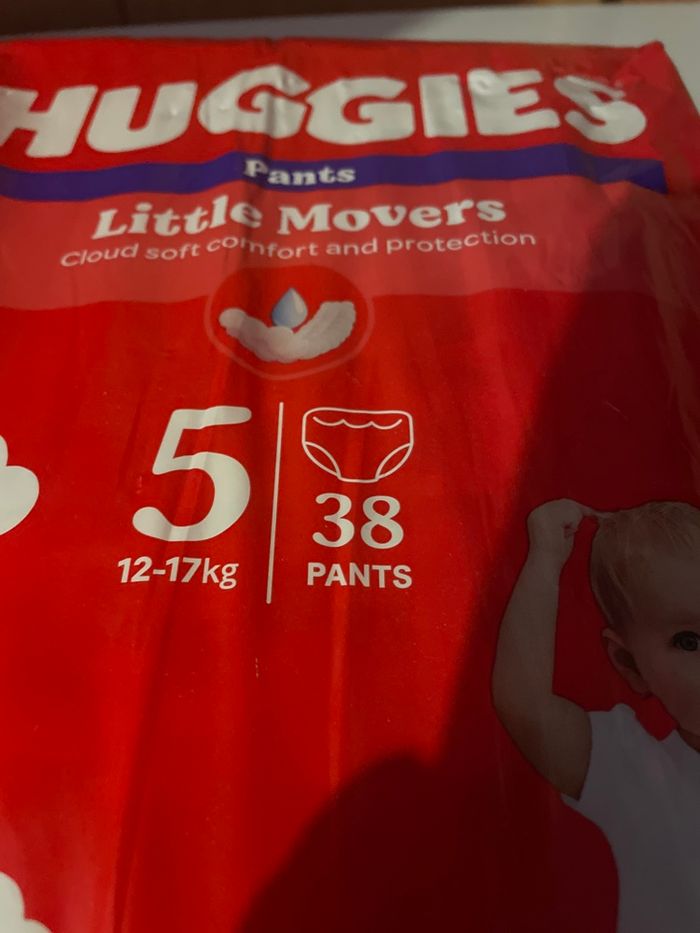 HUGGIES
Pants
Little Movers
Cloud soft comfort and protection
5
12-17kg
38
PANTS